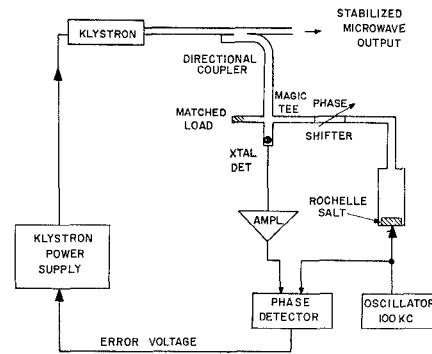 STABILIZED
MICROWAVE
OUTPUT
KLYSTRON
DIRECTIONAL
COUPLER
MAGIC
TEE
PHASE
SHIFTER
MATCHED
LOAD
XTAL
DET
ROCHELLE
SALT
AMPL.
KLYSTRON
POWER
SUPPLY
PHASE
DETECTOR
OSCILLATOR
100 KC
ERROR VOLTAGE